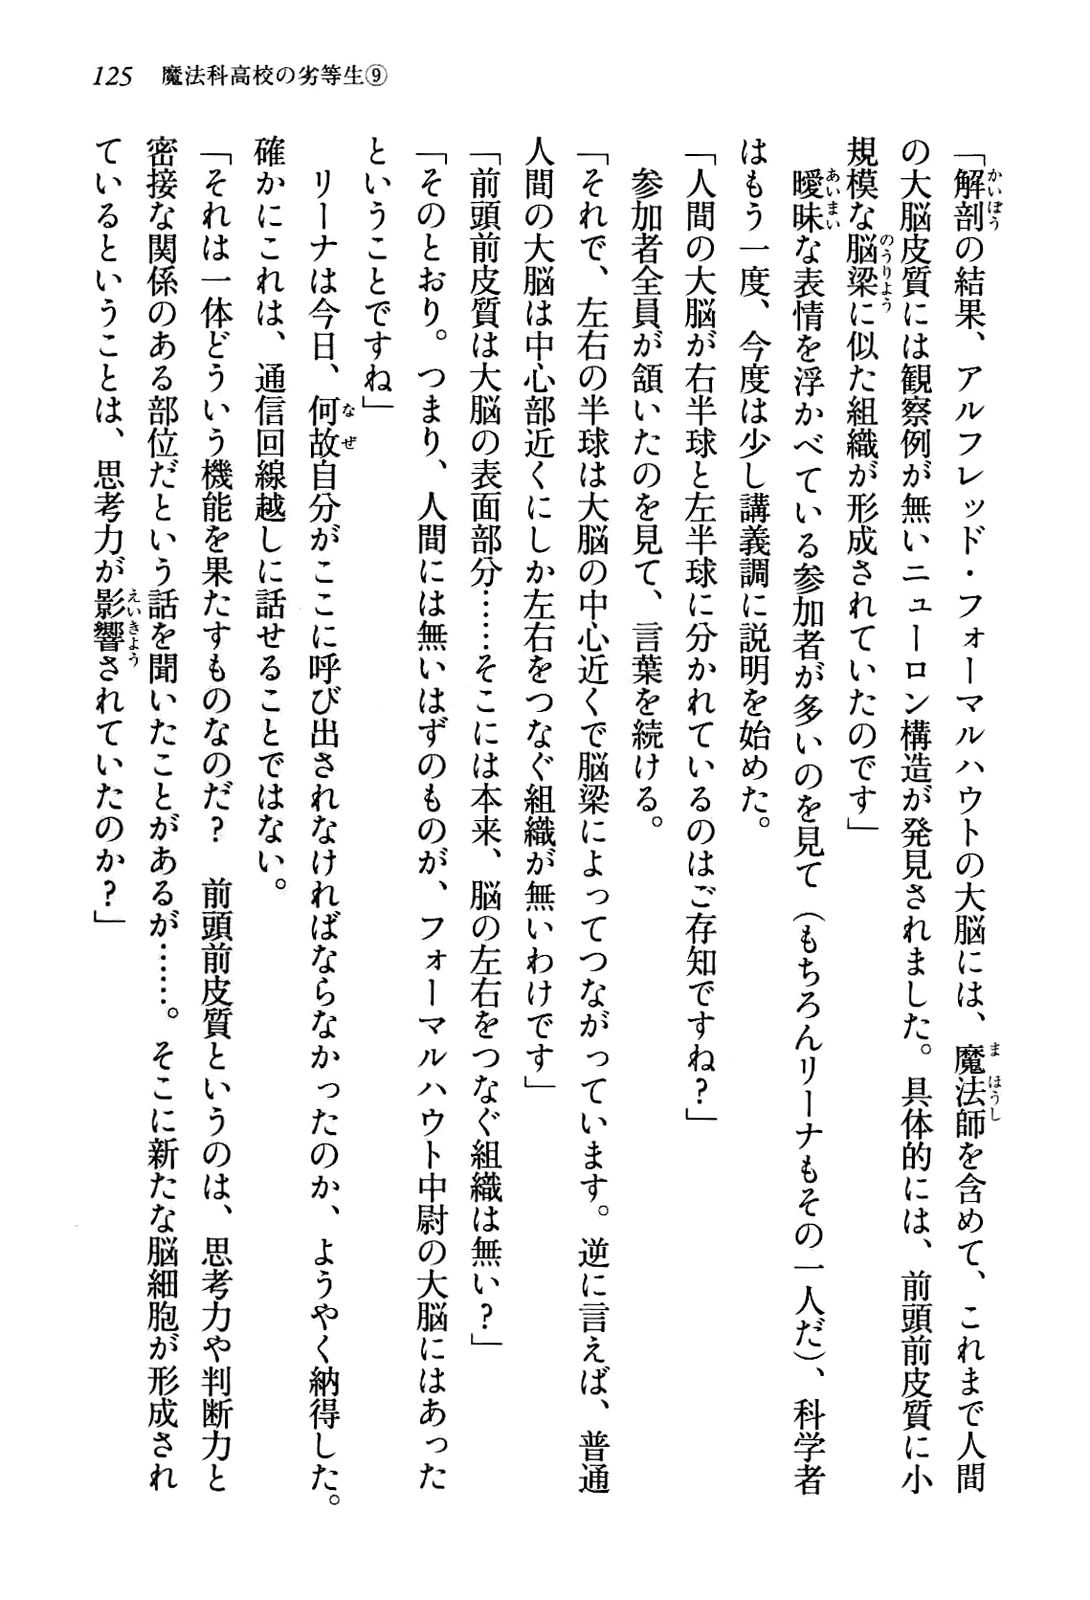 125 魔法科高校の劣等生⑨
「解剖の結果、アルフレッド・フォーマルハウトの大脳には、魔法師を含めて、これまで人間
の大脳皮質には観察例が無いニューロン構造が発見されました。具体的には、前頭前皮質に小
規模な脳梁に似た組織が形成されていたのです」
　曖昧な表情を浮かべている参加者が多いのを見て（もちろんリーナもその一人だ）、科学者
はもう一度、今度は少し講義調に説明を始めた。
「人間の大脳が右半球と左半球に分かれているのはご存知ですね？」
　参加者全員が頷いたのを見て、言葉を続ける。
「それで、左右の半球は大脳の中心近くで脳梁によってつながっています。逆に言えば、普通
人間の大脳は中心部近くにしか左右をつなぐ組織が無いわけです」
「前頭前皮質は大脳の表面部分……そこには本来、脳の左右をつなぐ組織は無い？」
「そのとおり。つまり、人間には無いはずのものが、フォーマルハウト中尉の大脳にはあった
ということですね」
　リーナは今日、何故自分がここに呼び出されなければならなかったのか、ようやく納得した。
確かにこれは、通信回線越しに話せることではない。
「それは一体どういう機能を果たすものなのだ？　前頭前皮質というのは、思考力や判断力と
密接な関係のある部位だという話を聞いたことがあるが……。そこに新たな脳細胞が形成され
ているということは、思考力が影響されていたのか？」